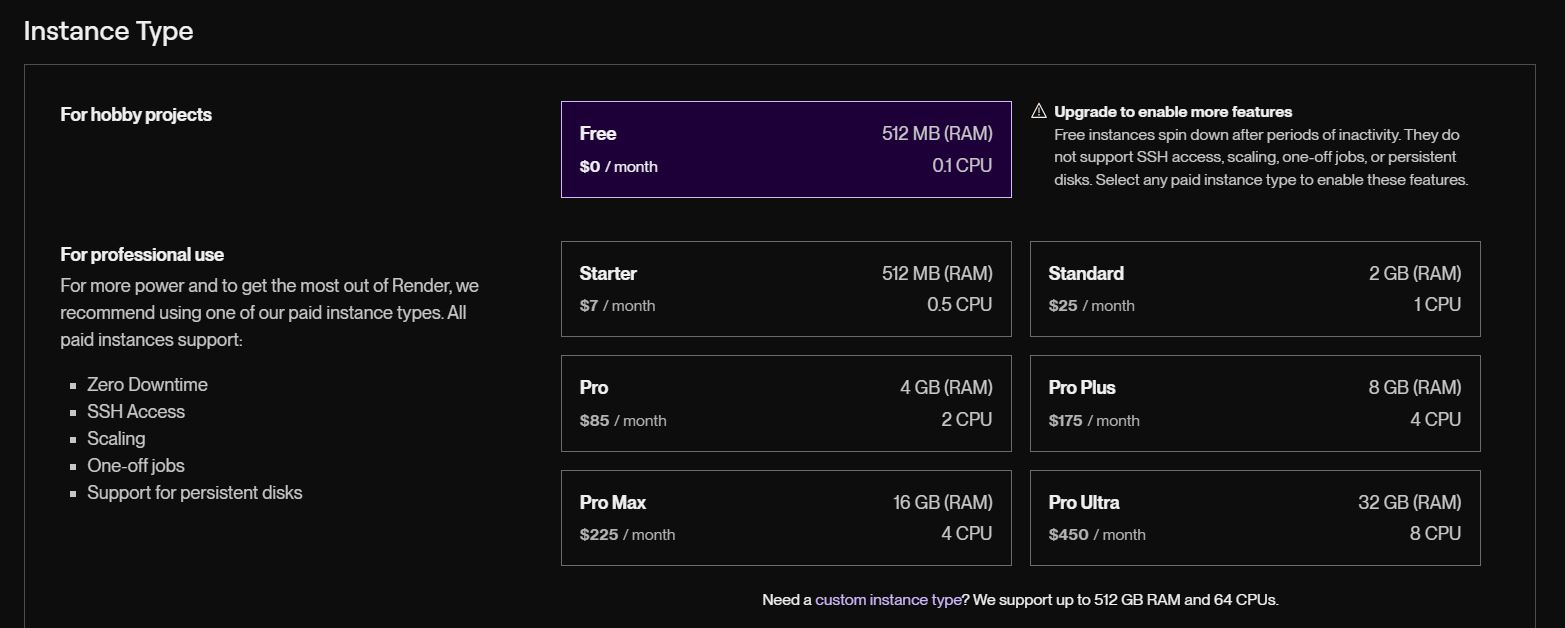 Instance Type
For hobby projects
Free
512 MB (RAM)
$0 / month
0.1 CPU
Upgrade to enable more features
Free instances spin down after periods of inactivity. They do
not support SSH access, scaling, one-off jobs, or persistent
disks. Select any paid instance type to enable these features.
For professional use
For more power and to get the most out of Render, we
recommend using one of our paid instance types. All
paid instances support:
Zero Downtime
SSH Access
Scaling
One-off jobs
Support for persistent disks
Starter
512 MB (RAM)
$7 / month
0.5 CPU
Standard
2 GB (RAM)
$25 / month
1 CPU
Pro
4 GB (RAM)
$85 / month
2 CPU
Pro Plus
8 GB (RAM)
$175 / month
4 CPU
Pro Max
16 GB (RAM)
$225 / month
4 CPU
Pro Ultra
32 GB (RAM)
$450 / month
8 CPU
Need a custom instance type? We support up to 512 GB RAM and 64 CPUs.